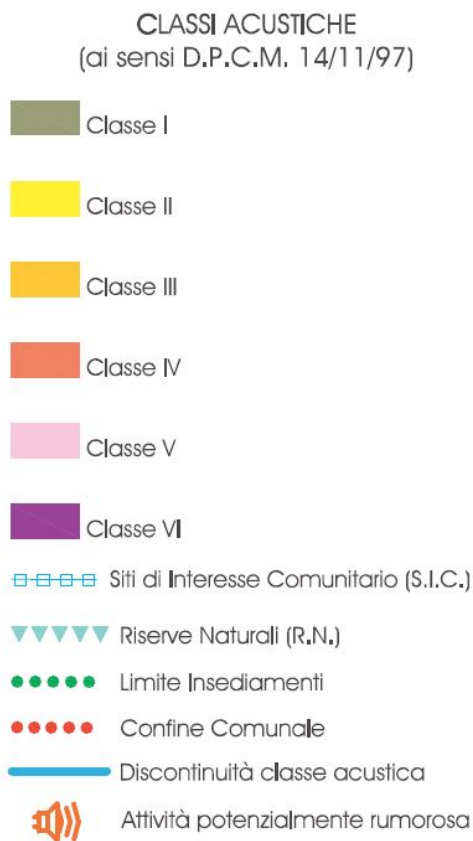 CLASSI ACUSTICHE
(ai sensi D.P.C.M. 14/11/97)
Classe I
Classe II
Classe III
Classe IV
Classe V
Classe VI
Siti di Interesse Comunitario (S.I.C.)
Riserve Naturali (R.N.)
Limite Insediamenti
Confine Comunale
Discontinuità classe acustica
Attività potenzialmente rumorosa